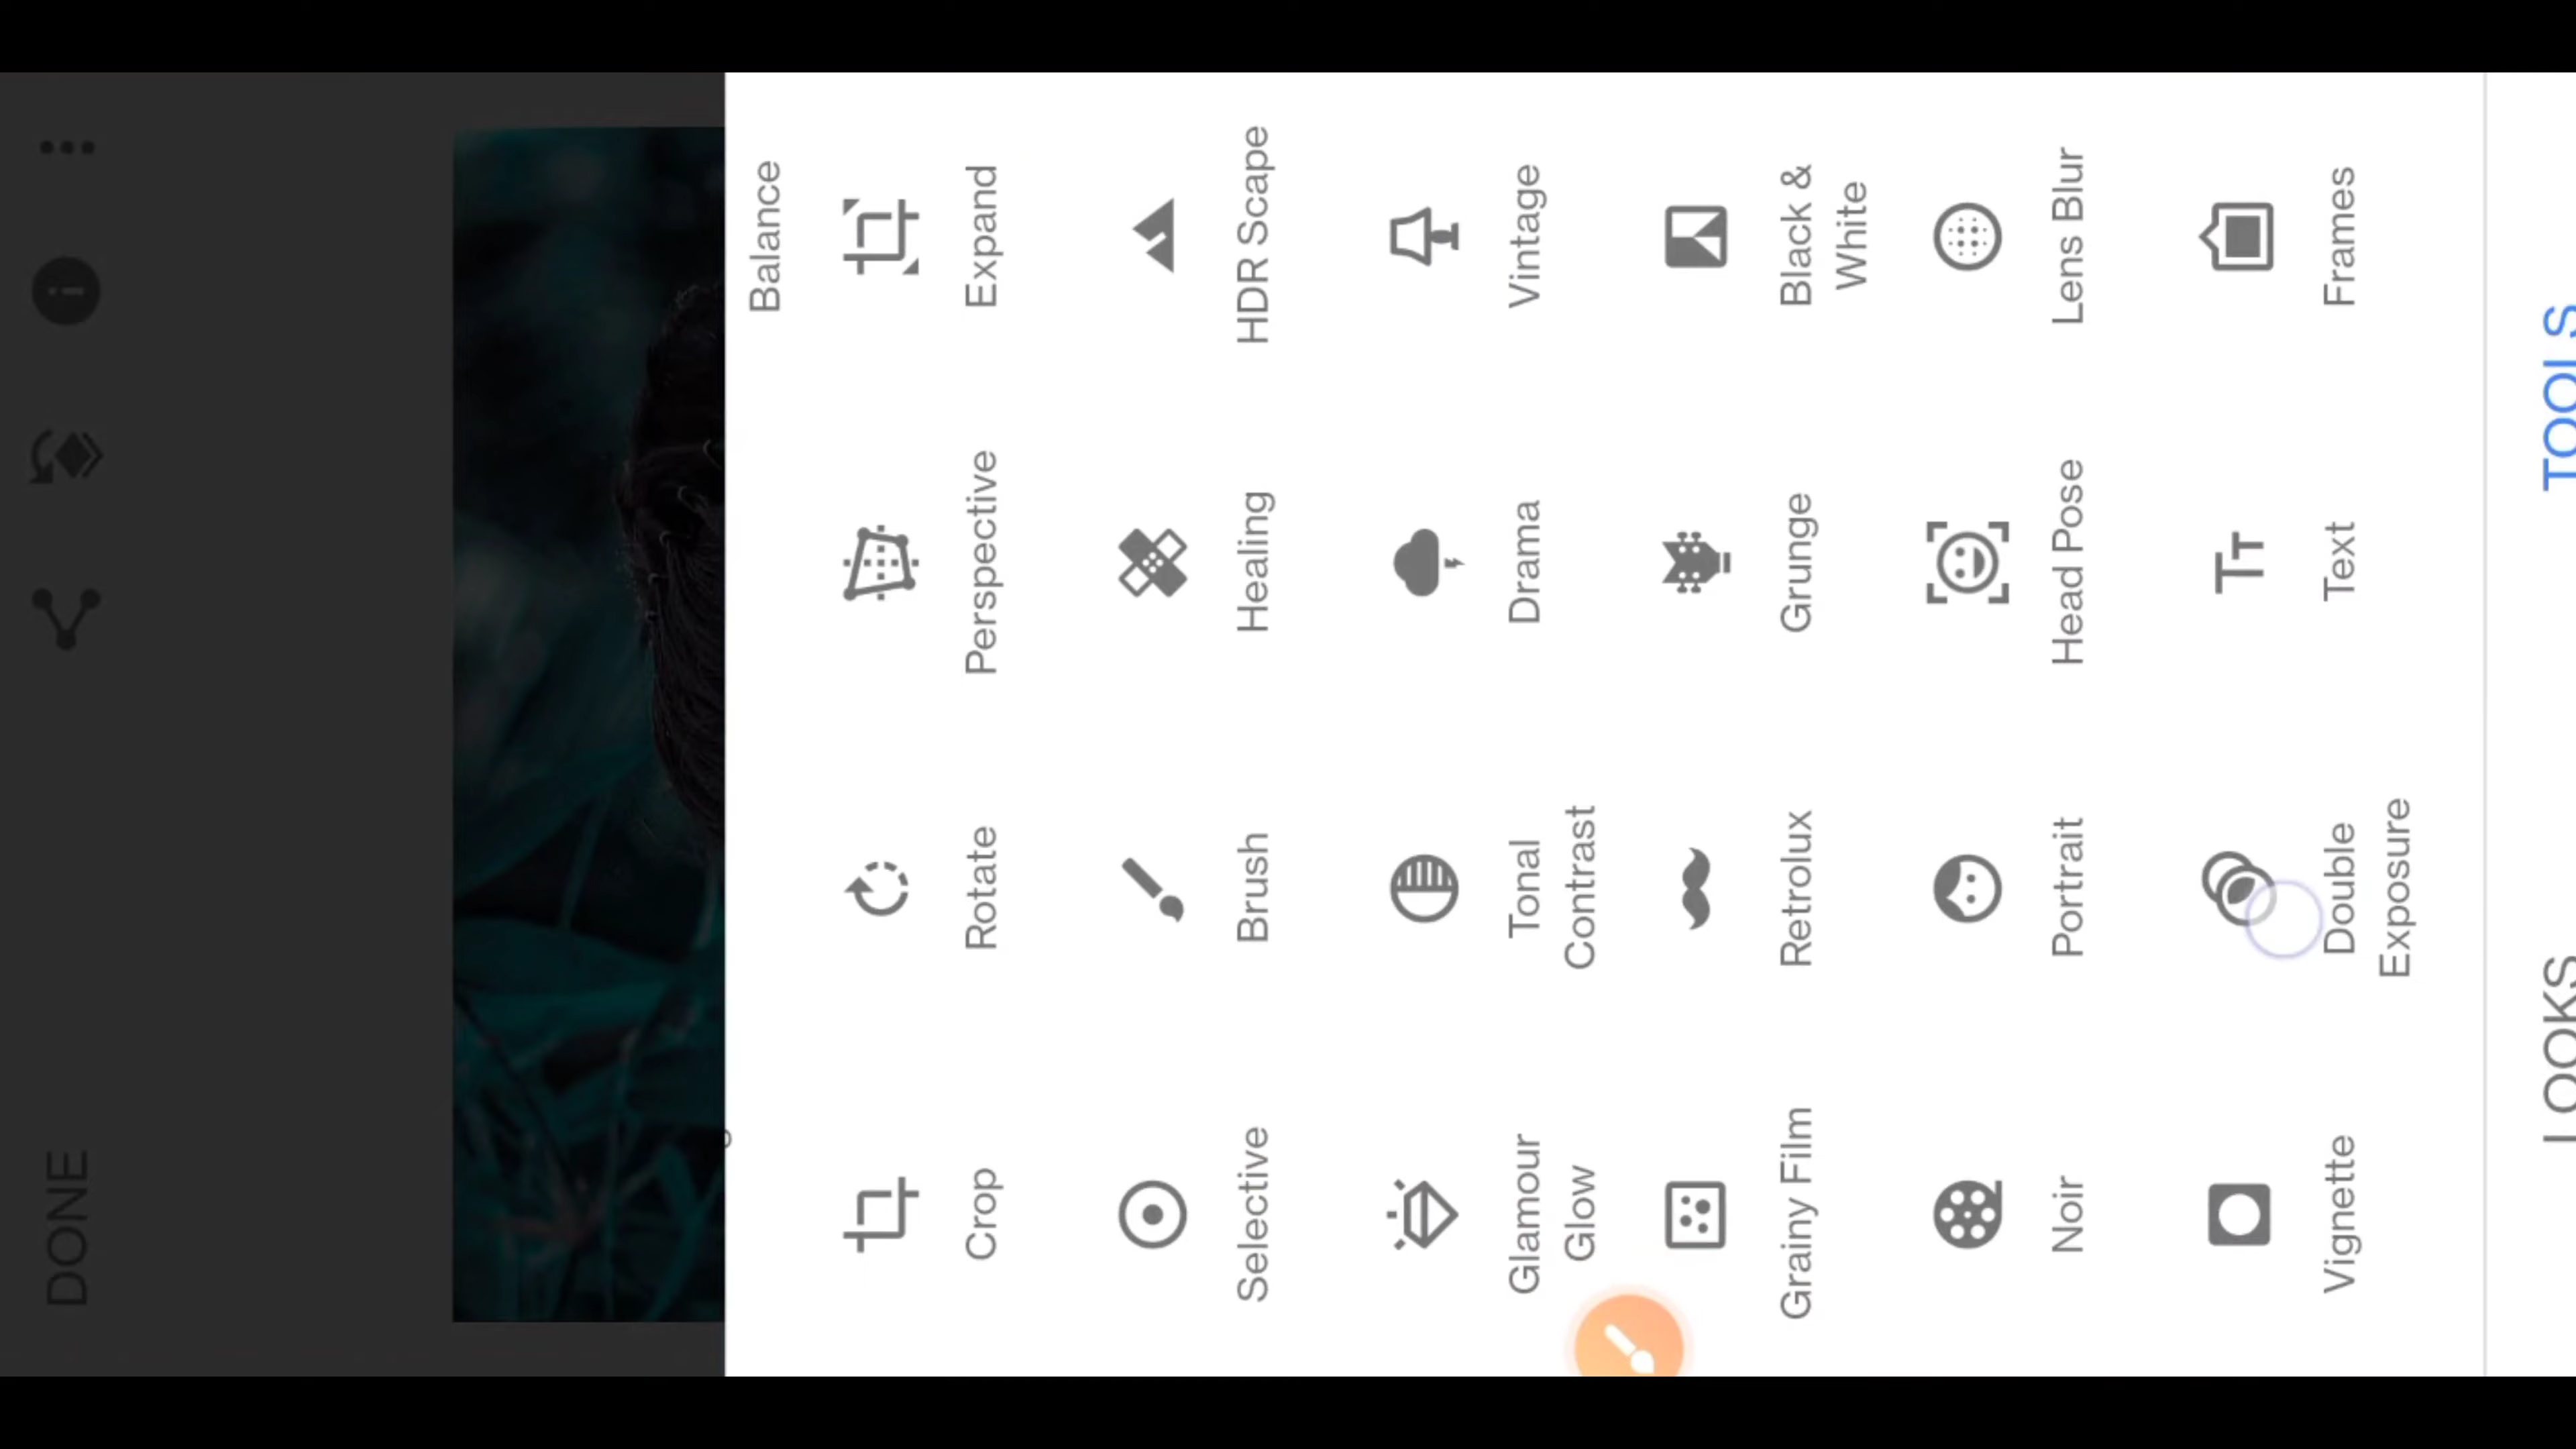 DONE
Balance
Crop
Rotate
Perspective
Expand
Selective
Brush
Healing
HDR Scape
Glamour
Glow
Tonal
Contrast
Drama
Vintage
Grainy Film
Retrolux
Grunge
Black &
White
Noir
Portrait
Head Pose
Lens Blur
Vignette
Double
Exposure
Text
Frames
LOOKS
TOOLS